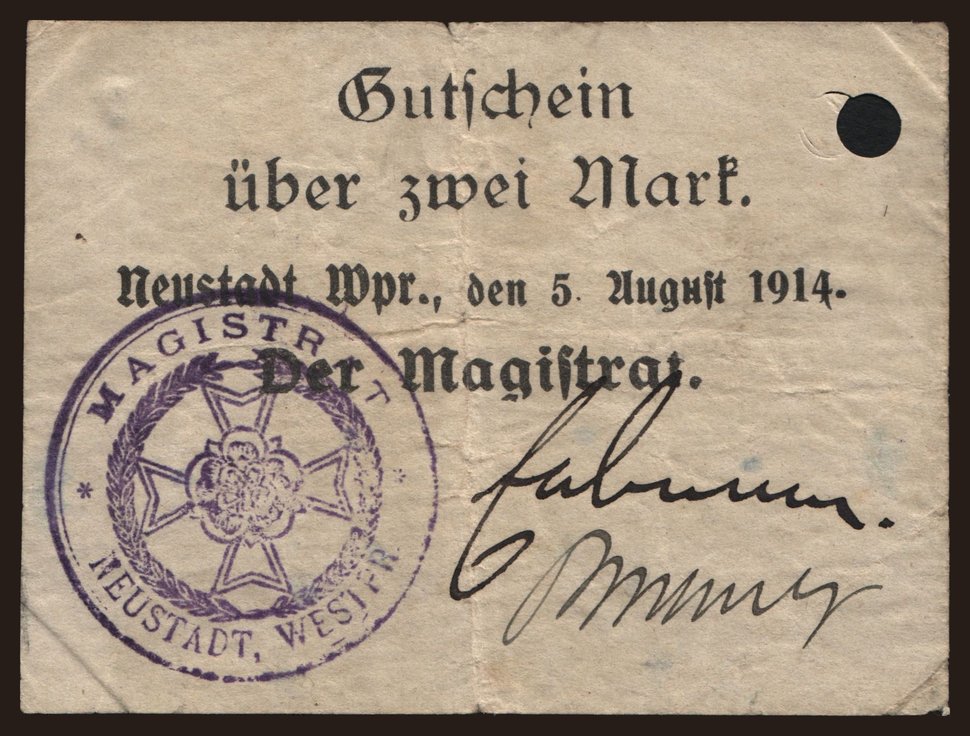 Gutschein
über zwei Mark.
Neustadt Wpr., den 5. August 1914.
Der Magistrat.
MAGISTRAT
* *
NEUSTADT, WESTPR